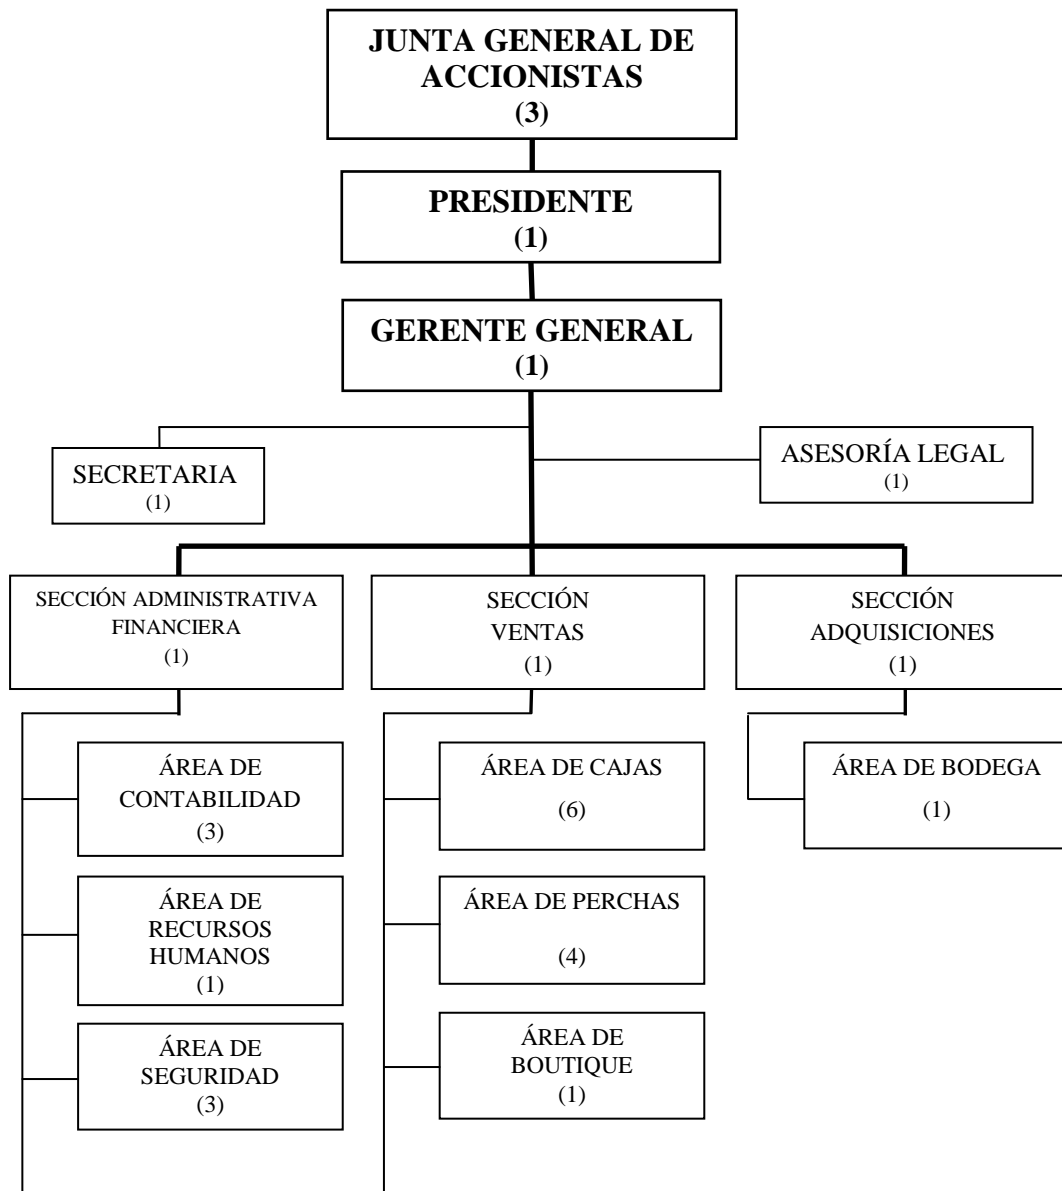 JUNTA GENERAL DE
ACCIONISTAS
(3)
PRESIDENTE
(1)
GERENTE GENERAL
(1)
SECRETARIA
(1)
ASESORÍA LEGAL
(1)
SECCIÓN ADMINISTRATIVA
FINANCIERA
(1)
SECCIÓN
VENTAS
(1)
SECCIÓN
ADQUISICIONES
(1)
ÁREA DE
CONTABILIDAD
(3)
ÁREA DE
RECURSOS
HUMANOS
(1)
ÁREA DE
SEGURIDAD
(3)
ÁREA DE CAJAS
(6)
ÁREA DE PERCHAS
(4)
ÁREA DE
BOUTIQUE
(1)
ÁREA DE BODEGA
(1)